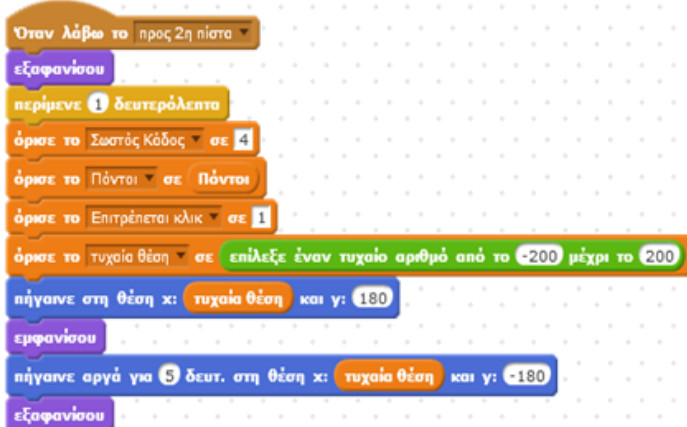 Όταν λάβω το προς 2η πίστα
εξαφανίσου
περίμενε 1 δευτερόλεπτα
όρισε το Σωστός Κάδος σε 4
όρισε το Πόντοι σε Πόντοι
όρισε το Επιτρέπεται κλικ σε 1
όρισε το τυχαία θέση σε επίλεξε έναν τυχαίο αριθμό από το -200 μέχρι το 200
πήγαινε στη θέση x: τυχαία θέση και y: 180
εμφανίσου
πήγαινε αργά για 5 δευτ. στη θέση x: τυχαία θέση και y: -180
εξαφανίσου